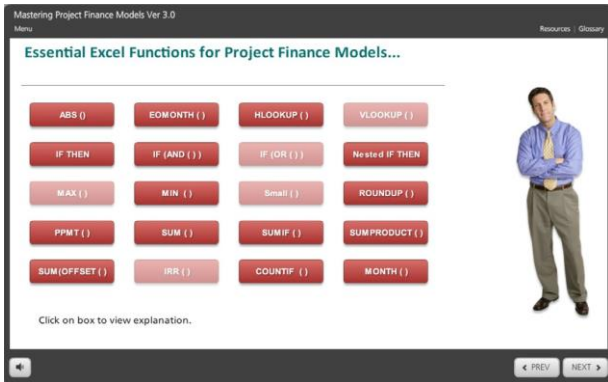 Mastering Project Finance Models Ver 3.0
Menu
Resources | Glossary
Essential Excel Functions for Project Finance Models...
ABS ()
EOMONTH ( )
HLOOKUP ( )
VLOOKUP ( )
IF THEN
IF (AND ( ) )
IF (OR ( ) )
Nested IF THEN
MAX ( )
MIN ( )
Small ( )
ROUNDUP ( )
PPMT ( )
SUM ( )
SUMIF ( )
SUMPRODUCT ( )
SUM(OFFSET ( )
IRR ( )
COUNTIF ( )
MONTH ( )
Click on box to view explanation.
PREV
NEXT